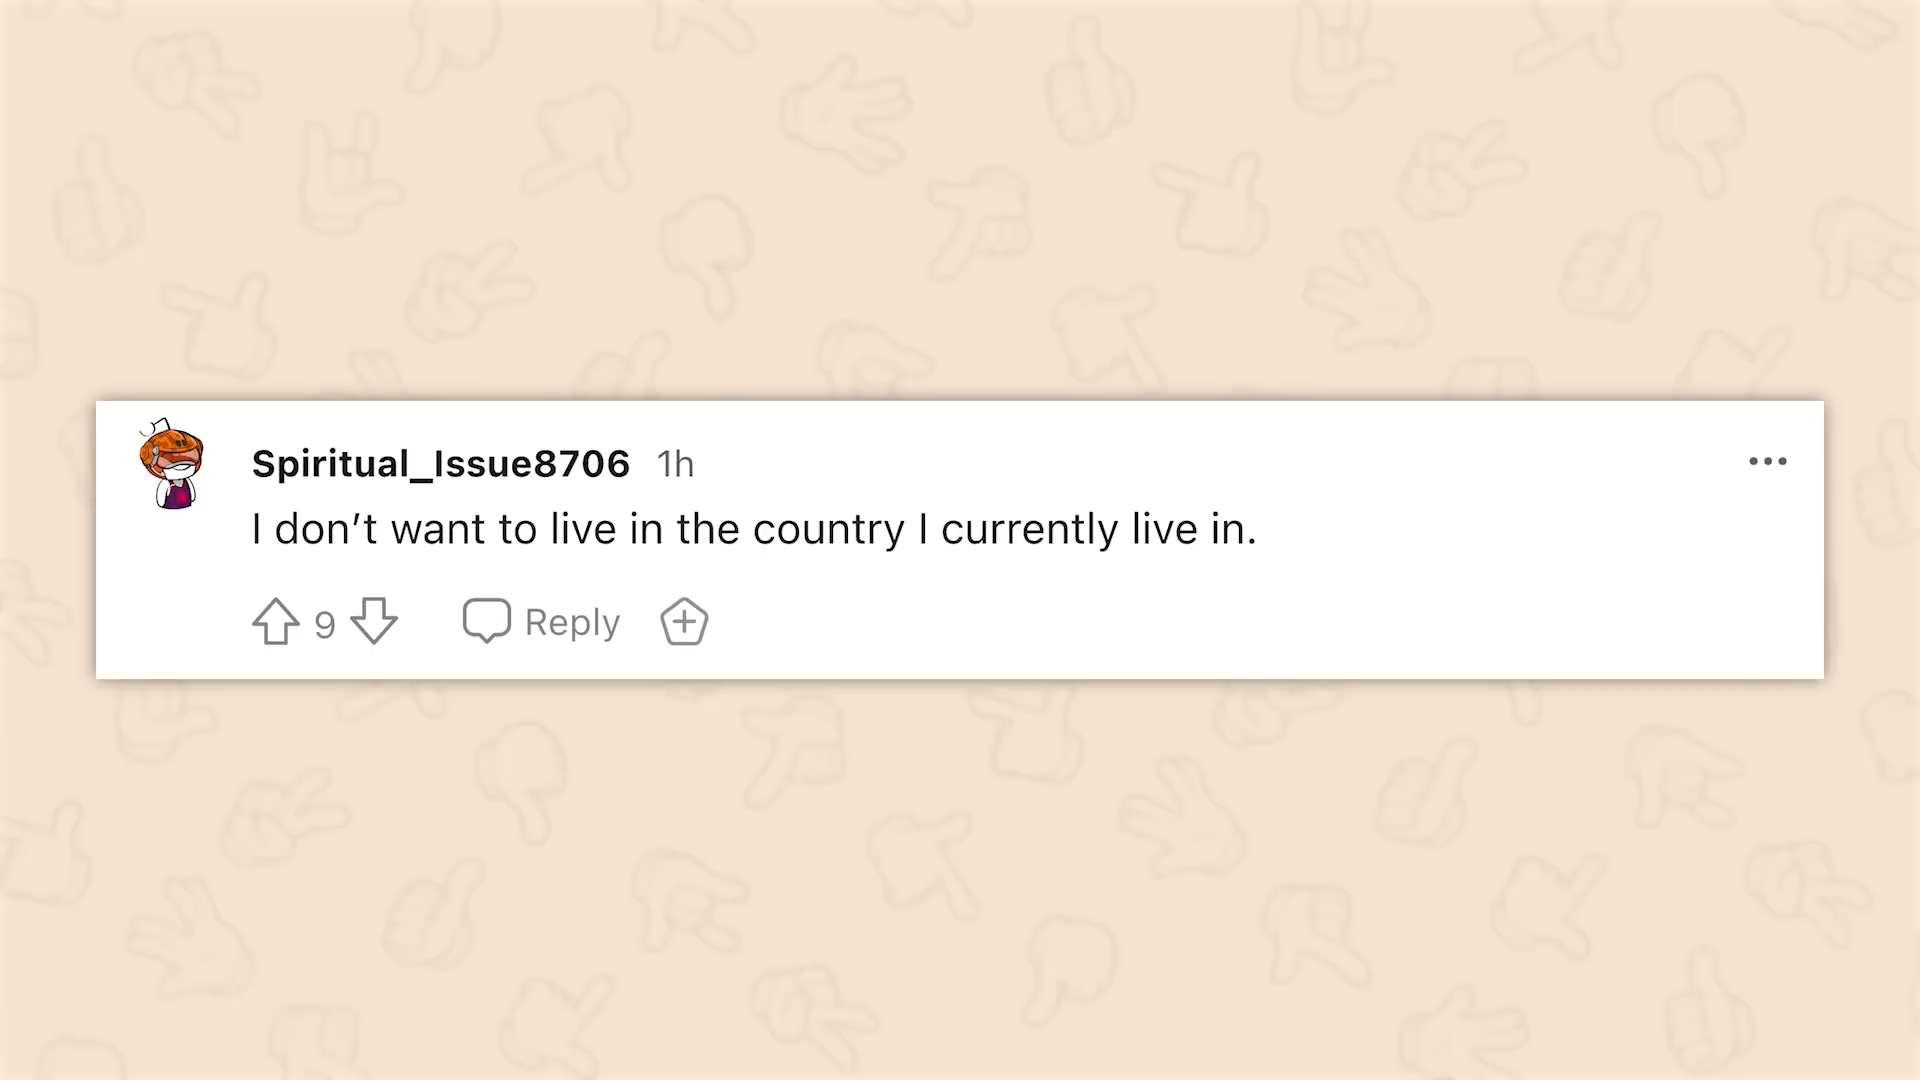 Spiritual_Issue8706 1h
I don’t want to live in the country I currently live in.
9 Reply